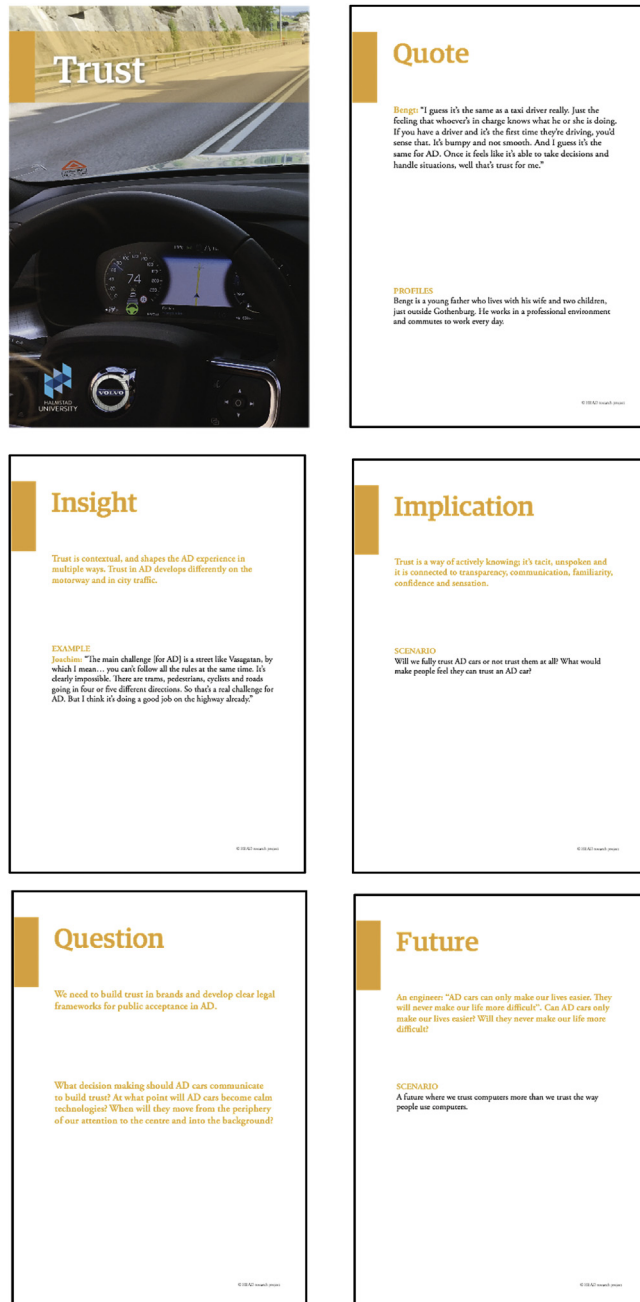 Trust
74
HALMSTAD
UNIVERSITY
VOLVO
Quote
Bengt: “I guess it’s the same as a taxi driver really. Just the
feeling that whoever’s in charge knows what he or she is doing.
If you have a driver and it’s the first time they’re driving, you’d
sense that. It’s bumpy and not smooth. And I guess it’s the
same for AD. Once it feels like it’s able to take decisions and
handle situations, well that’s trust for me.”
PROFILES
Bengt is a young father who lives with his wife and two children,
just outside Gothenburg. He works in a professional environment
and commutes to work every day.
Insight
Trust is contextual, and shapes the AD experience in
multiple ways. Trust in AD develops differently on the
motorway and in city traffic.
EXAMPLE
Joachim: “The main challenge [for AD] is a street like Vasagatan, by
which I mean… you can’t follow all the rules at the same time. It’s
clearly impossible. There are trams, pedestrians, cyclists and roads
going in four or five different directions. So that’s a real challenge for
AD. But I think it’s doing a good job on the highway already.”
Implication
Trust is a way of actively knowing; it’s tacit, unspoken and
it is connected to transparency, communication, familiarity,
confidence and sensation.
SCENARIO
Will we fully trust AD cars or not trust them at all? What would
make people feel they can trust an AD car?
Question
We need to build trust in brands and develop clear legal
frameworks for public acceptance in AD.
What decision making should AD cars communicate
to build trust? At what point will AD cars become calm
technologies? When will they move from the periphery
of our attention to the centre and into the background?
Future
An engineer: “AD cars can only make our lives easier. They
will never make our life more difficult”. Can AD cars only
make our lives easier? Will they never make our life more
difficult?
SCENARIO
A future where we trust computers more than we trust the way
people use computers.